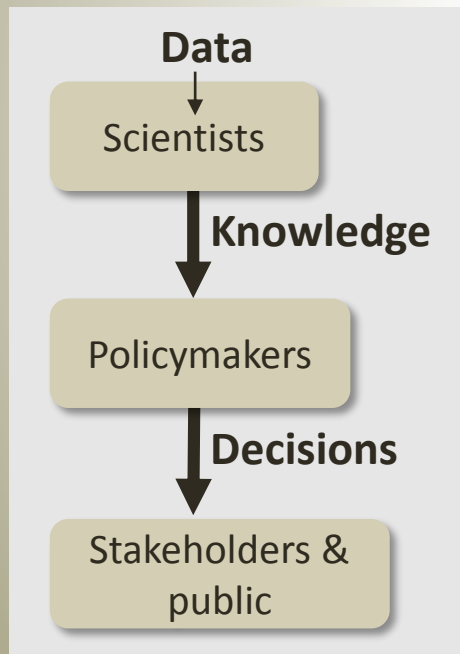 Data
Scientists
Knowledge
Policymakers
Decisions
Stakeholders &
public